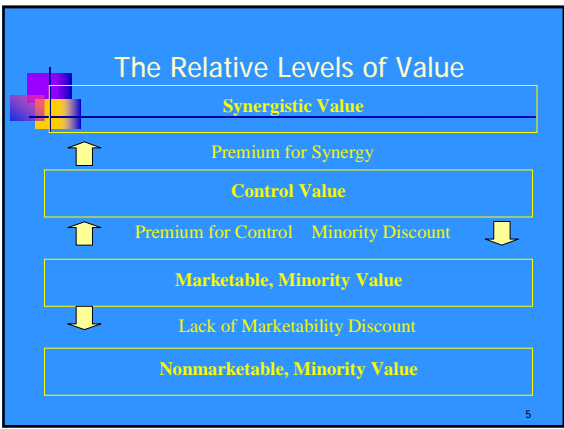 The Relative Levels of Value
Synergistic Value
Premium for Synergy
Control Value
Premium for Control Minority Discount
Marketable, Minority Value
Lack of Marketability Discount
Nonmarketable, Minority Value
5